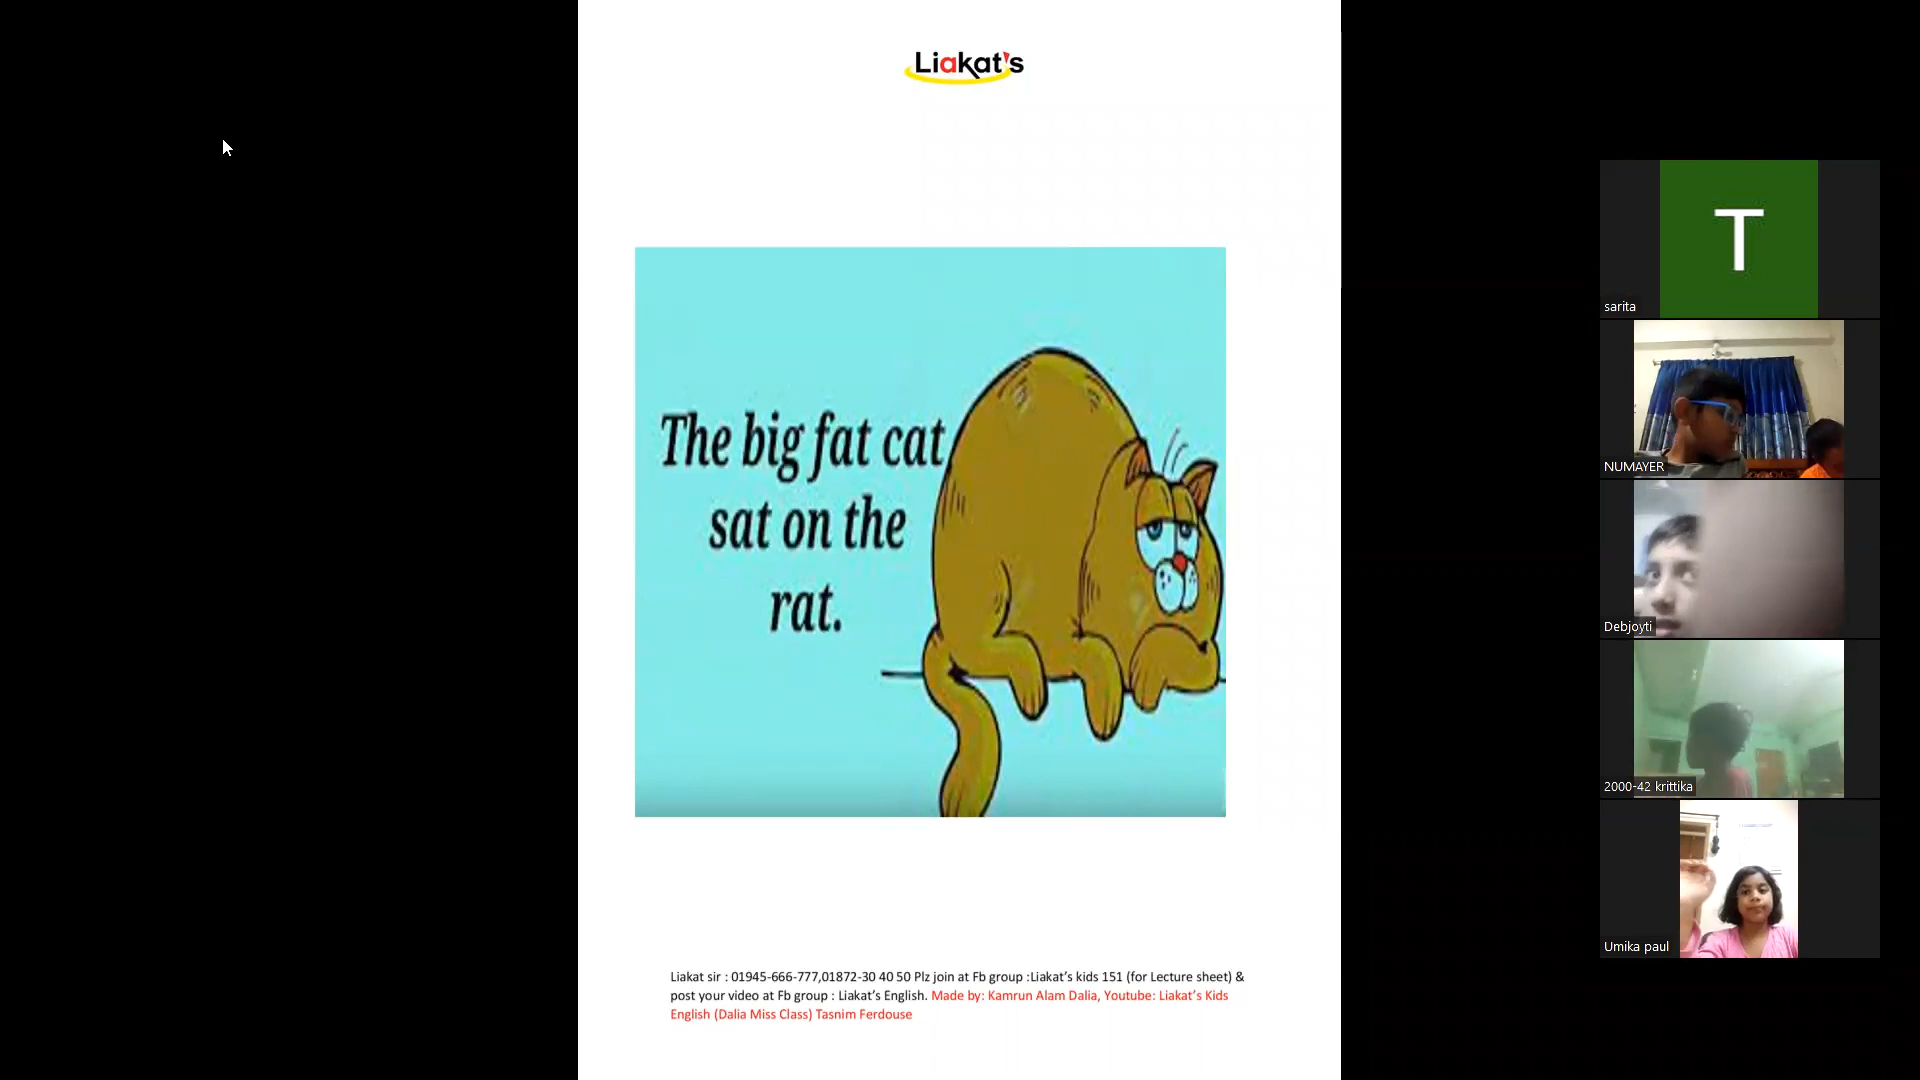 Liakat's
The big fat cat
sat on the
rat.
Liakat sir : 01945-666-777,01872-30 40 50 Plz join at Fb group :Liakat's kids 151 (for Lecture sheet) &
post your video at Fb group : Liakat's English. Made by: Kamrun Alam Dalia, Youtube: Liakat's Kids
English (Dalia Miss Class) Tasnim Ferdouse
T
sarita
NUMAYER
Debjoyti
2000-42 krittika
Umika paul